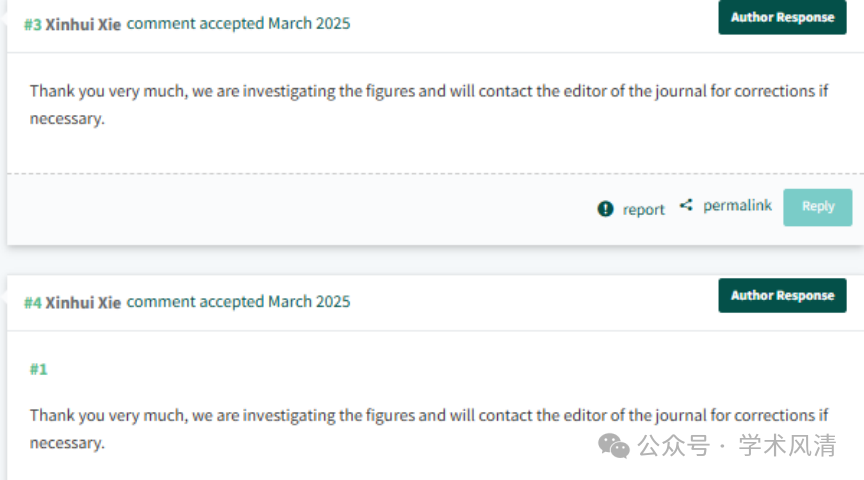 #3 Xinhui Xie comment accepted March 2025
Author Response
Thank you very much, we are investigating the figures and will contact the editor of the journal for corrections if
necessary.
report
permalink
Reply
#4 Xinhui Xie comment accepted March 2025
Author Response
#1
Thank you very much, we are investigating the figures and will contact the editor of the journal for corrections if
necessary.
公众号 · 学术风清